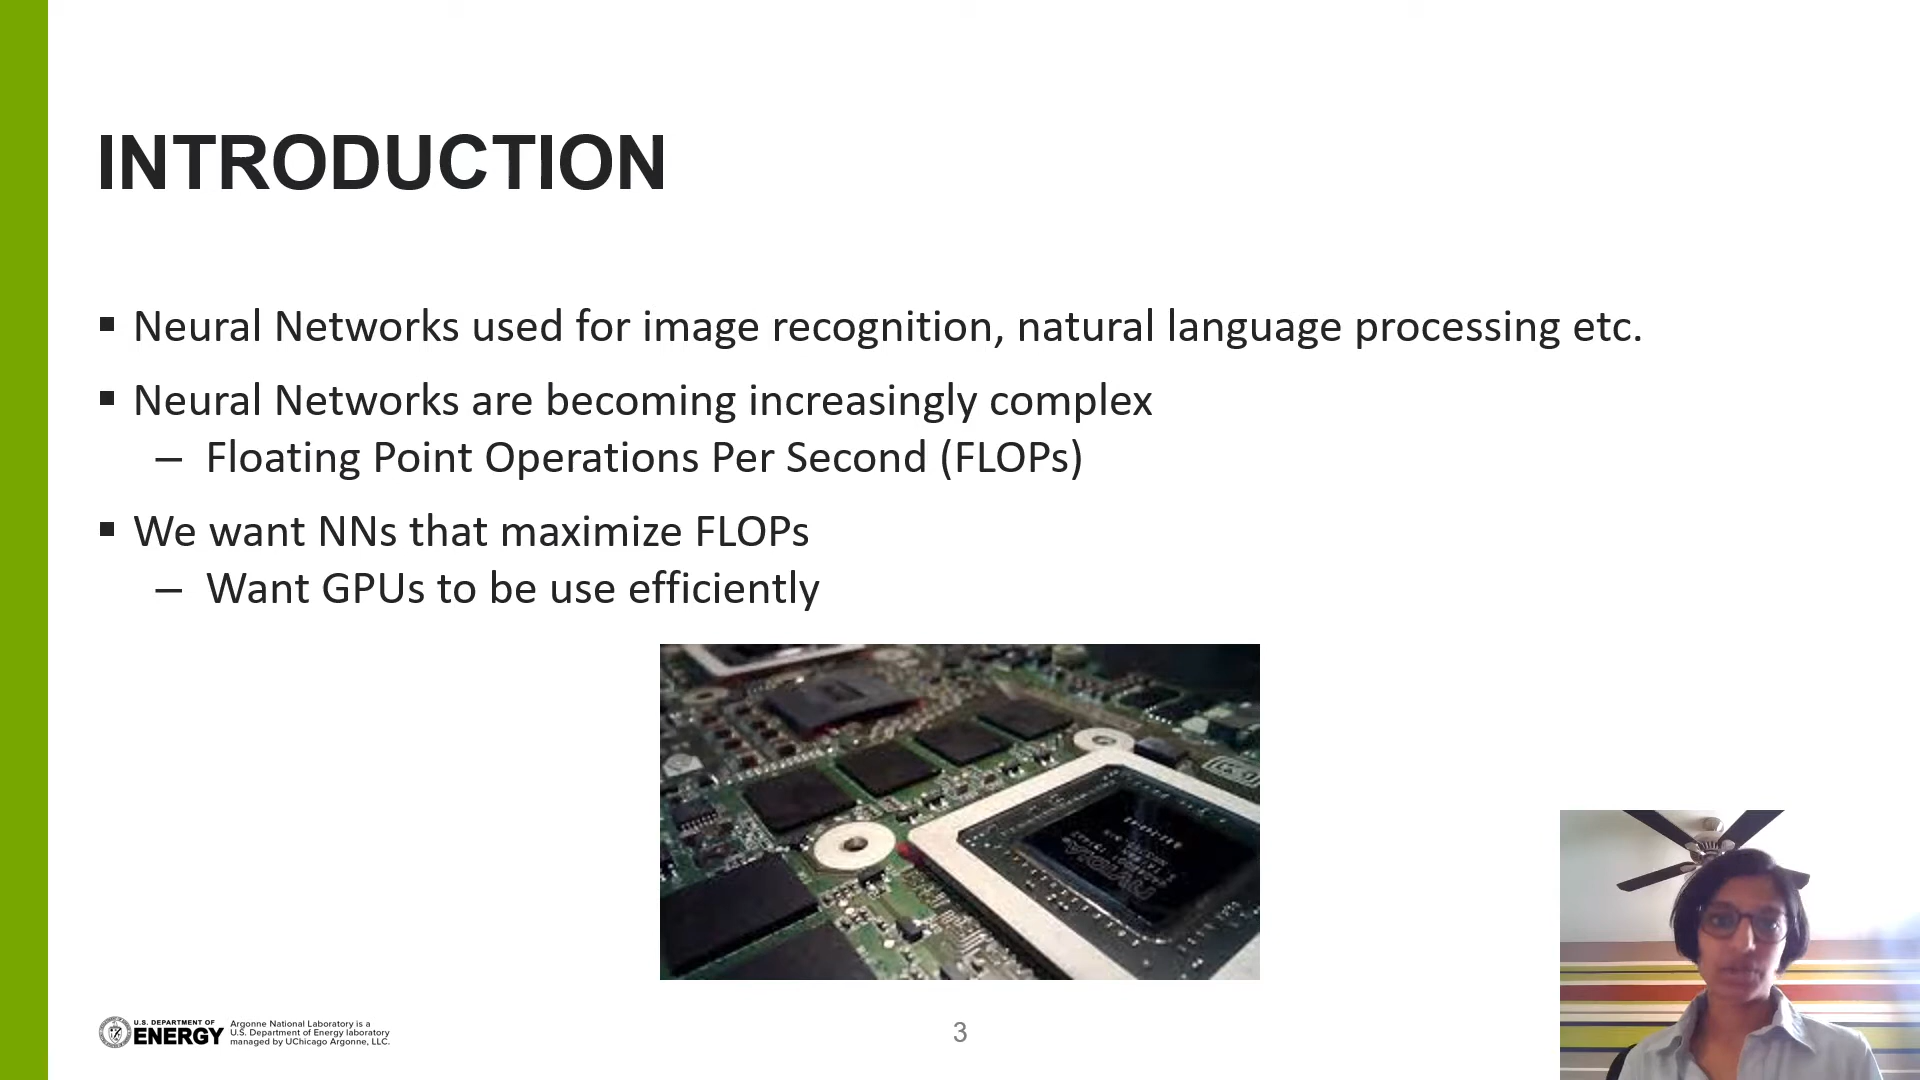 INTRODUCTION
▪ Neural Networks used for image recognition, natural language processing etc.
▪ Neural Networks are becoming increasingly complex
– Floating Point Operations Per Second (FLOPs)
▪ We want NNs that maximize FLOPs
– Want GPUs to be use efficiently
U.S. DEPARTMENT OF
ENERGY
Argonne National Laboratory is a
U.S. Department of Energy laboratory
managed by UChicago Argonne, LLC.
3